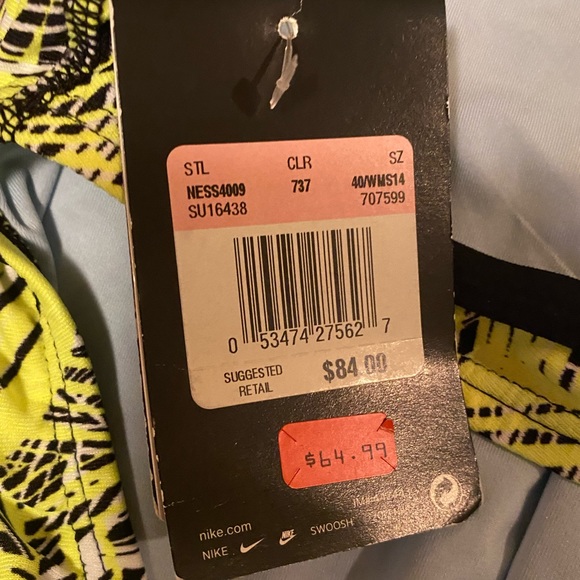 STL CLR SZ
NESS4009 737 40/WMS14
SU16438 707599
0 53474 27562 7
SUGGESTED RETAIL $84.00
$64.99
nike.com
NIKE NIKE SWOOSH